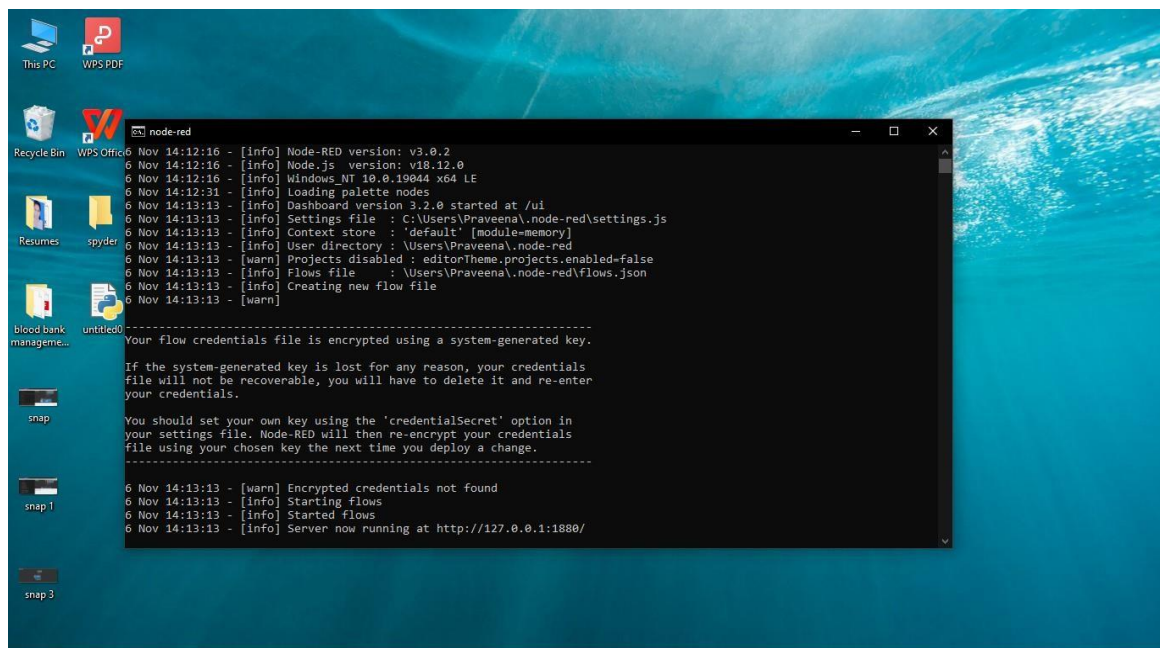 This PC
WPS PDF
Recycle Bin
WPS Office
Resumes
spyder
blood bank
manageme...
untitled0
snap
snap 1
snap 3
node-red
6 Nov 14:12:16 - [info] Node-RED version: v3.0.2
6 Nov 14:12:16 - [info] Node.js  version: v18.12.0
6 Nov 14:12:16 - [info] Windows_NT 10.0.19044 x64 LE
6 Nov 14:12:31 - [info] Loading palette nodes
6 Nov 14:13:13 - [info] Dashboard version 3.2.0 started at /ui
6 Nov 14:13:13 - [info] Settings file  : C:\Users\Praveena\.node-red\settings.js
6 Nov 14:13:13 - [info] Context store  : 'default' [module=memory]
6 Nov 14:13:13 - [info] User directory : \Users\Praveena\.node-red
6 Nov 14:13:13 - [warn] Projects disabled : editorTheme.projects.enabled=false
6 Nov 14:13:13 - [info] Flows file     : \Users\Praveena\.node-red\flows.json
6 Nov 14:13:13 - [info] Creating new flow file
6 Nov 14:13:13 - [warn]
---------------------------------------------------------------------
Your flow credentials file is encrypted using a system-generated key.
If the system-generated key is lost for any reason, your credentials
file will not be recoverable, you will have to delete it and re-enter
your credentials.
You should set your own key using the 'credentialSecret' option in
your settings file. Node-RED will then re-encrypt your credentials
file using your chosen key the next time you deploy a change.
---------------------------------------------------------------------
6 Nov 14:13:13 - [warn] Encrypted credentials not found
6 Nov 14:13:13 - [info] Starting flows
6 Nov 14:13:13 - [info] Started flows
6 Nov 14:13:13 - [info] Server now running at http://127.0.0.1:1880/